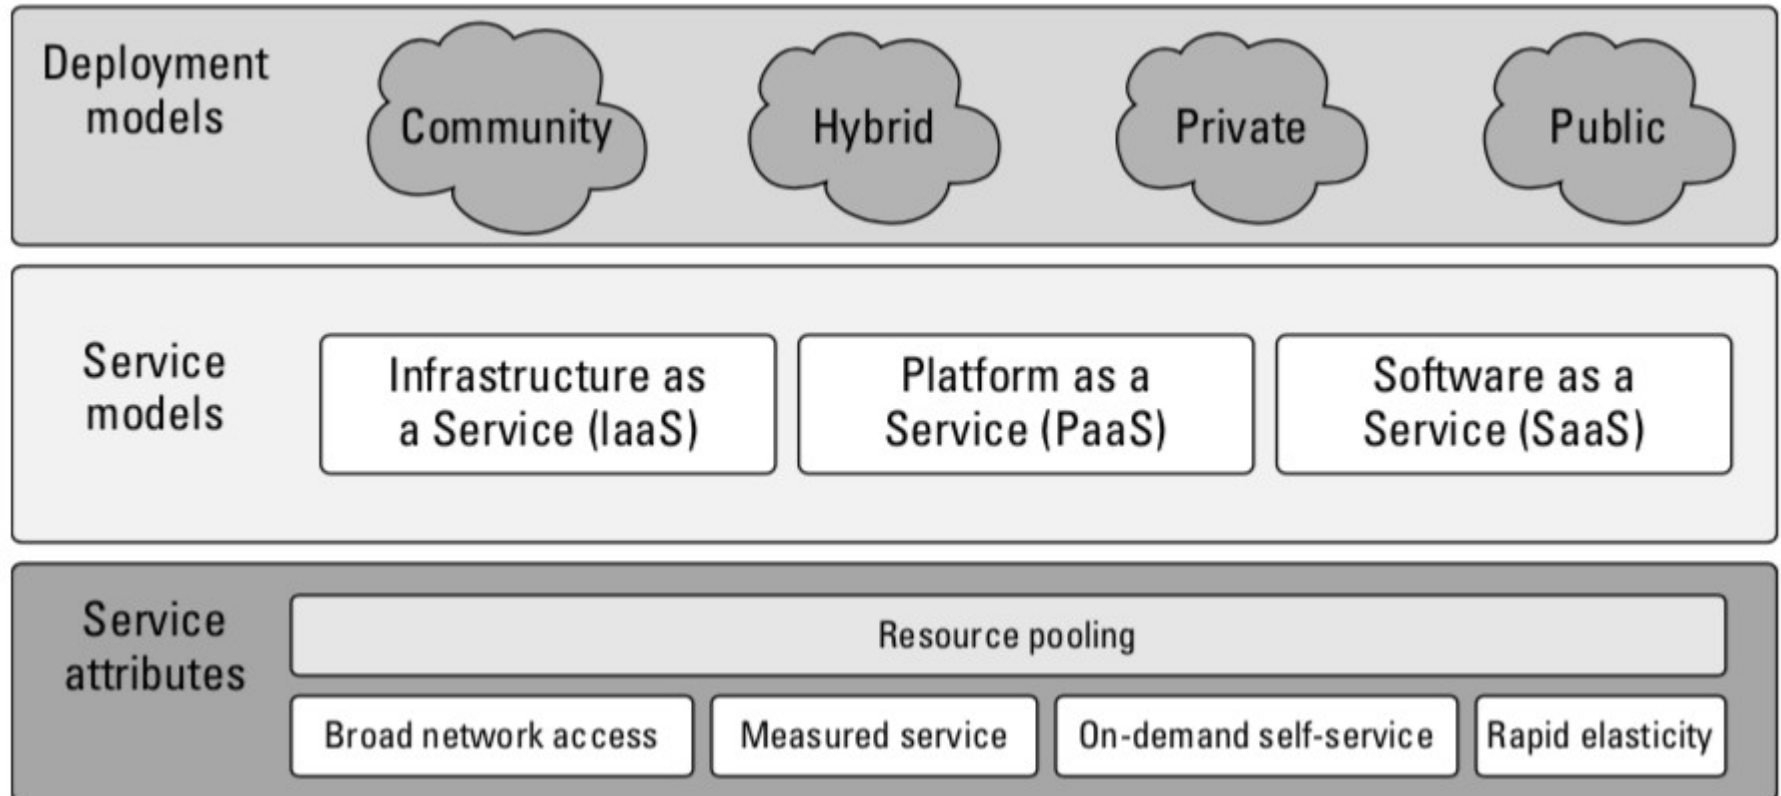 Deployment
models
Community
Hybrid
Private
Public
Service
models
Infrastructure as
a Service (IaaS)
Platform as a
Service (PaaS)
Software as a
Service (SaaS)
Service
attributes
Resource pooling
Broad network access
Measured service
On-demand self-service
Rapid elasticity